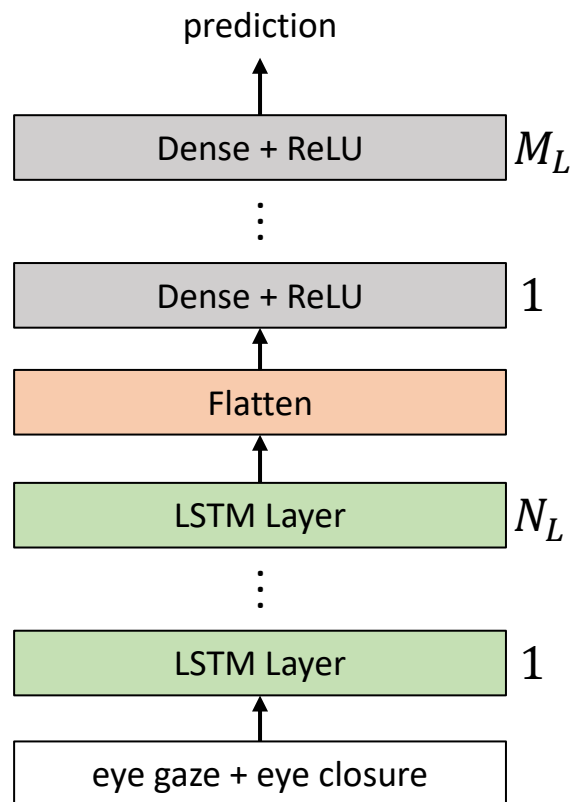 prediction
Dense + ReLU M_L
⋮
Dense + ReLU 1
Flatten
LSTM Layer N_L
⋮
LSTM Layer 1
eye gaze + eye closure